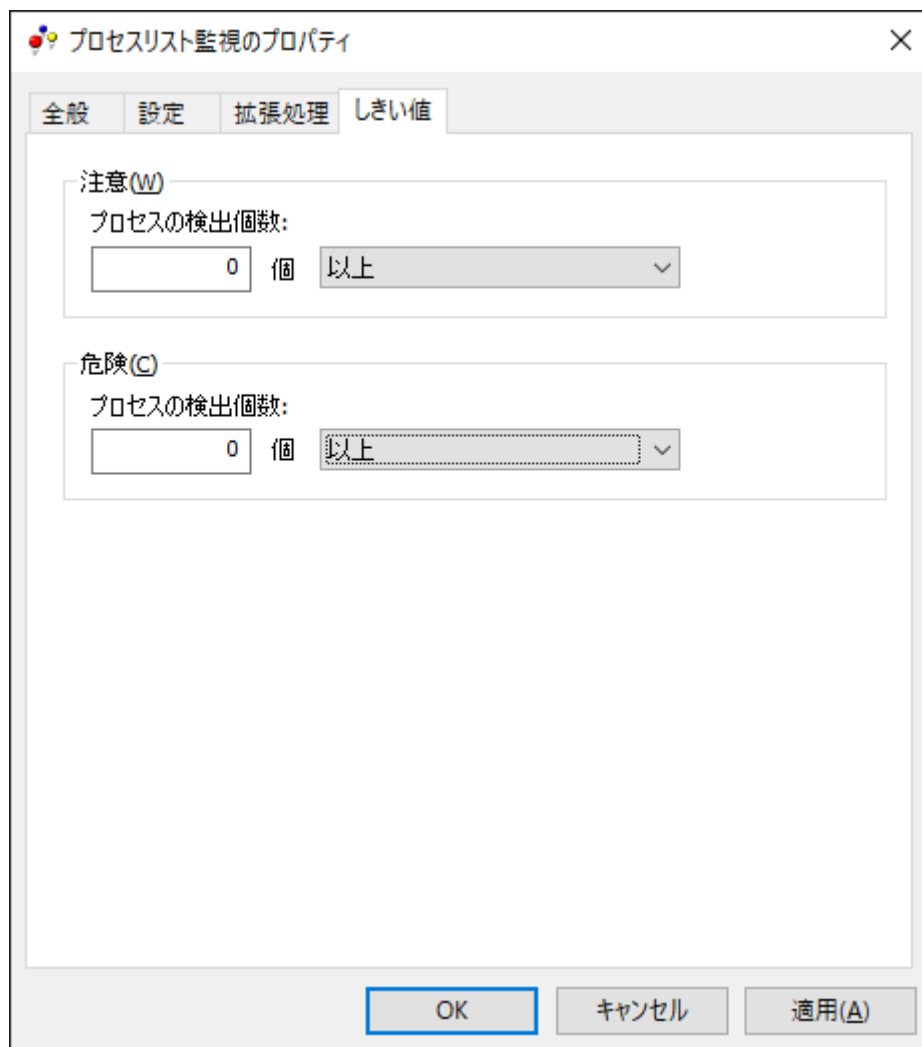 プロセスリスト監視のプロパティ
全般 設定 拡張処理 しきい値
注意(W)
プロセスの検出個数:
0 個 以上
危険(C)
プロセスの検出個数:
0 個 以上
OK キャンセル 適用(A)